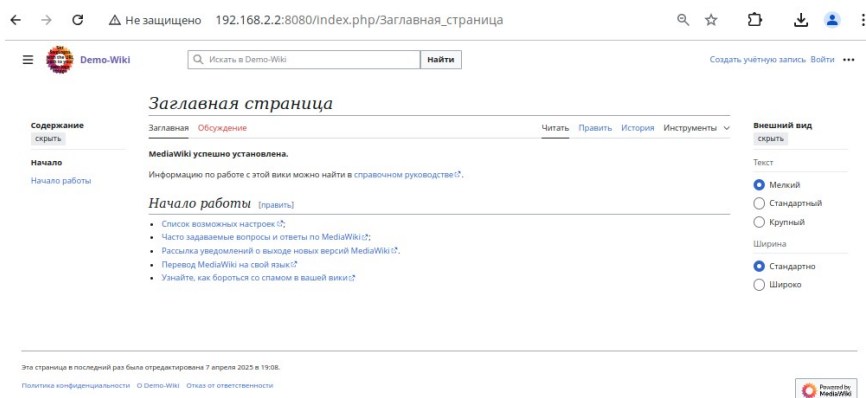 Не защищено 192.168.2.2:8080/index.php/Заглавная_страница
Demo-Wiki
Искать в Demo-Wiki
Найти
Создать учётную запись Войти
Заглавная страница
Содержание
скрыть
Начало
Начало работы
Заглавная Обсуждение
Читать Править История Инструменты
MediaWiki успешно установлена.
Информацию по работе с этой вики можно найти в справочном руководстве.
Начало работы [править]
Список возможных настроек;
Часто задаваемые вопросы и ответы по MediaWiki;
Рассылка уведомлений о выходе новых версий MediaWiki.
Перевод MediaWiki на свой язык
Узнайте, как бороться со спамом в вашей вики
Внешний вид
скрыть
Текст
Мелкий
Стандартный
Крупный
Ширина
Стандартно
Широко
Эта страница в последний раз была отредактирована 7 апреля 2025 в 19:08.
Политика конфиденциальности О Demo-Wiki Отказ от ответственности
Powered by
MediaWiki